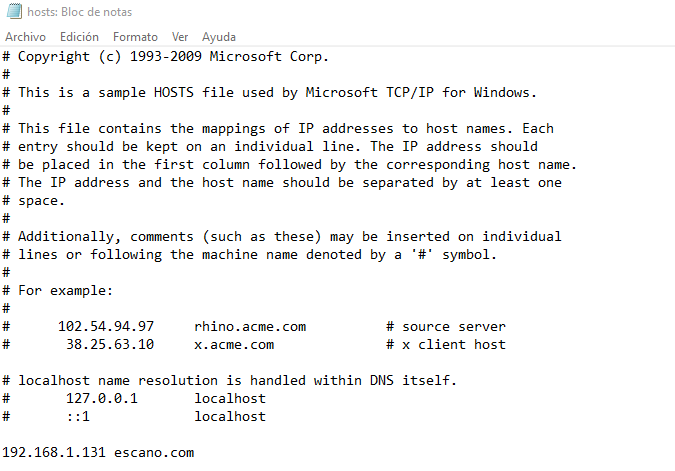 hosts: Bloc de notas
Archivo Edición Formato Ver Ayuda
# Copyright (c) 1993-2009 Microsoft Corp.
#
# This is a sample HOSTS file used by Microsoft TCP/IP for Windows.
#
# This file contains the mappings of IP addresses to host names. Each
# entry should be kept on an individual line. The IP address should
# be placed in the first column followed by the corresponding host name.
# The IP address and the host name should be separated by at least one
# space.
#
# Additionally, comments (such as these) may be inserted on individual
# lines or following the machine name denoted by a '#' symbol.
#
# For example:
#
#      102.54.94.97     rhino.acme.com          # source server
#       38.25.63.10     x.acme.com              # x client host

# localhost name resolution is handled within DNS itself.
#       127.0.0.1       localhost
#       ::1             localhost

192.168.1.131 escano.com